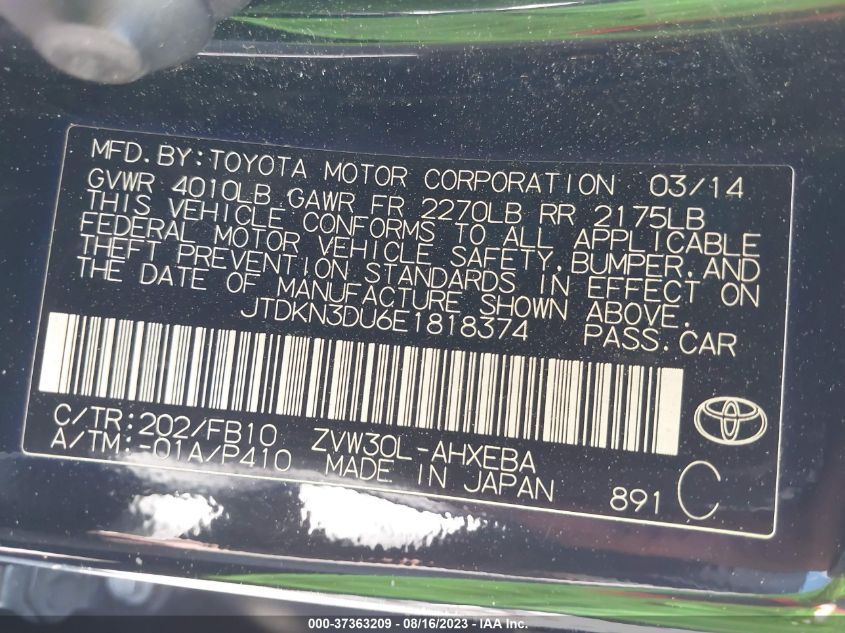 MFD.BY:TOYOTA MOTOR CORPORATION 03/14
GVWR 4010LB GAWR FR 2270LB RR 2175LB
THIS VEHICLE CONFORMS TO ALL APPLICABLE
FEDERAL MOTOR VEHICLE SAFETY,BUMPER,AND
THEFT PREVENTION STANDARDS IN EFFECT ON
THE DATE OF MANUFACTURE SHOWN ABOVE.
JTDKN3DU6E1818374 PASS.CAR
C/TR:202/FB10 ZVW30L-AHXEBA
A/TM:-01A/P410 MADE IN JAPAN 891 C
000-37363209 - 08/16/2023 - IAA Inc.